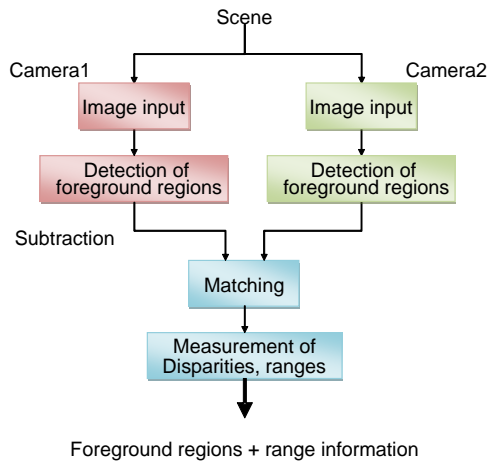 Scene
Camera1
Camera2
Image input
Image input
Detection of
foreground regions
Detection of
foreground regions
Subtraction
Matching
Measurement of
Disparities, ranges
Foreground regions + range information